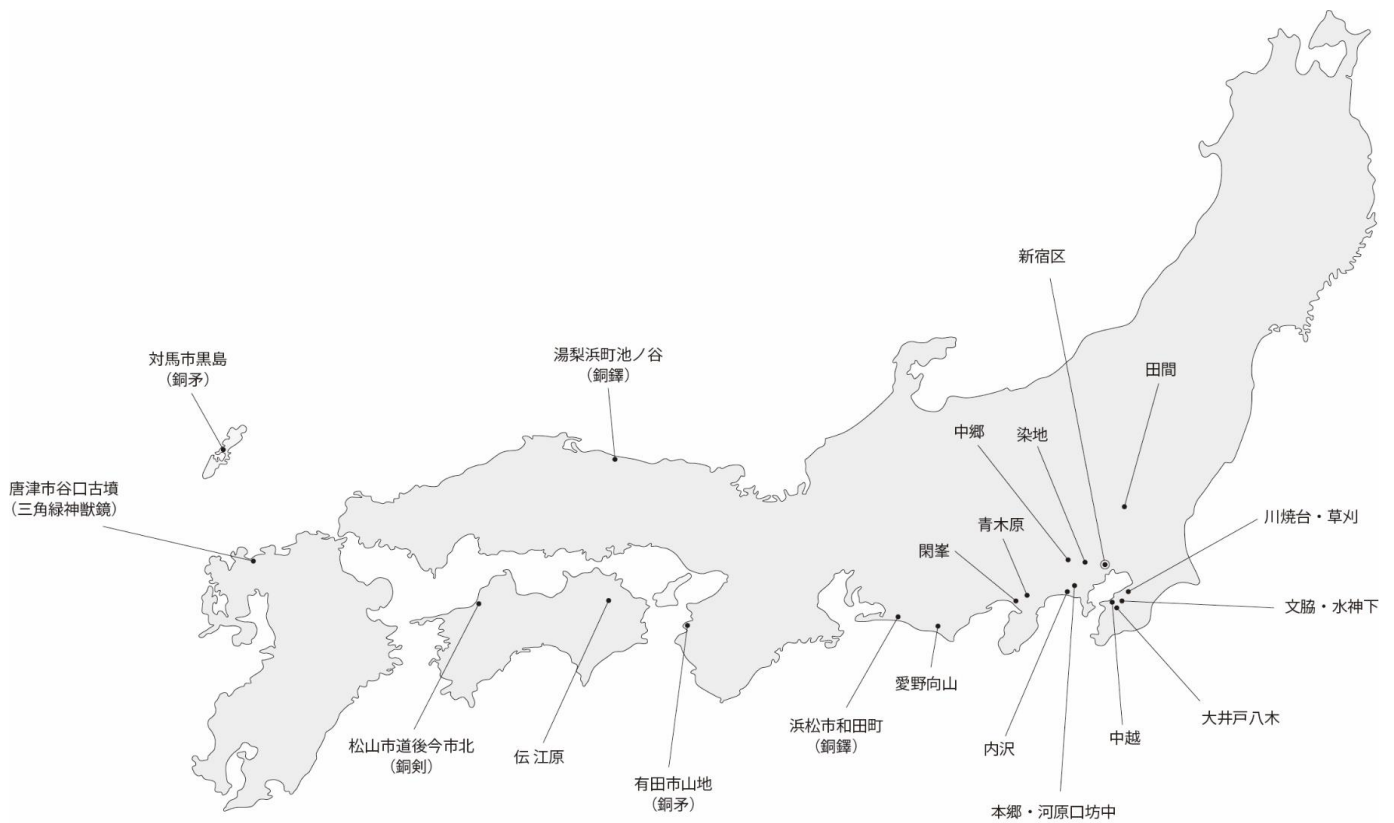 新宿区
対馬市黒島
（銅矛）
湯梨浜町池ノ谷
（銅鐸）
田間
中郷
染地
唐津市谷口古墳
（三角縁神獣鏡）
川焼台・草刈
青木原
閑峯
文脇・水神下
愛野向山
大井戸八木
浜松市和田町
（銅鐸）
中越
内沢
松山市道後今市北
（銅剣）
伝 江原
有田市山地
（銅矛）
本郷・河原口坊中